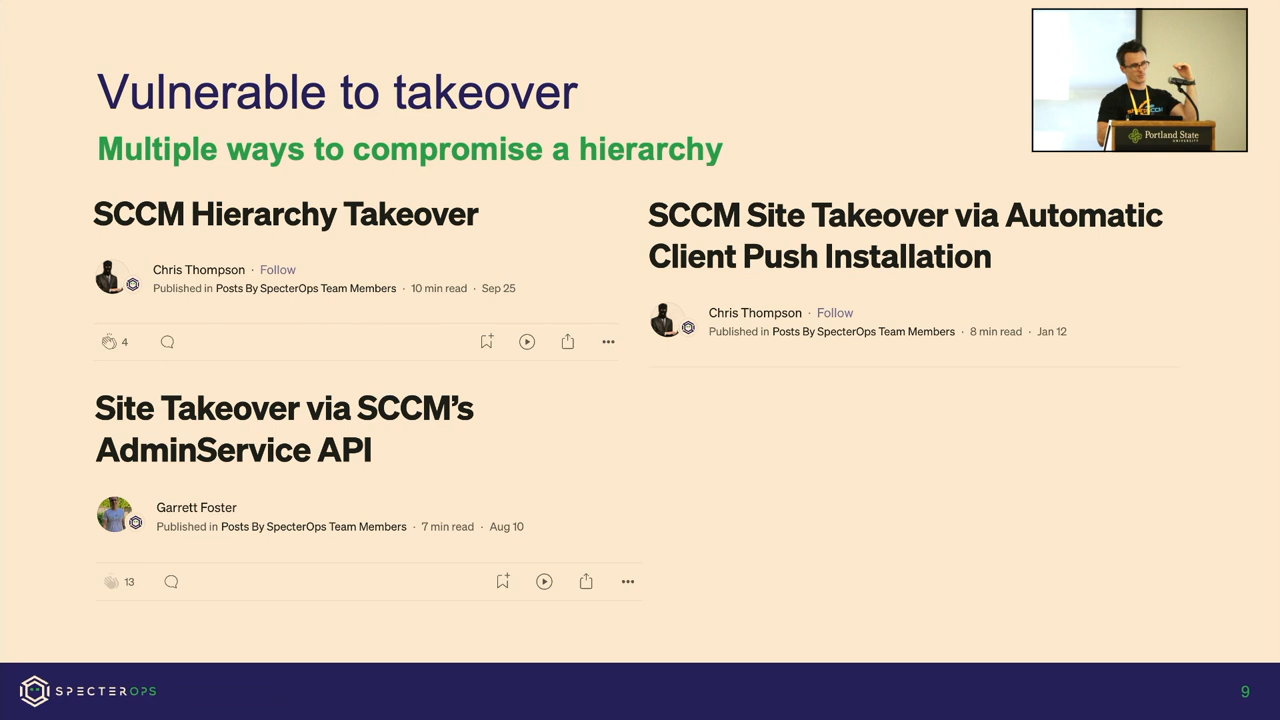 Vulnerable to takeover
Multiple ways to compromise a hierarchy
SCCM Hierarchy Takeover
Chris Thompson · Follow
Published in Posts By SpecterOps Team Members · 10 min read · Sep 25
4
SCCM Site Takeover via Automatic
Client Push Installation
Chris Thompson · Follow
Published in Posts By SpecterOps Team Members · 8 min read · Jan 12
Site Takeover via SCCM’s
AdminService API
Garrett Foster
Published in Posts By SpecterOps Team Members · 7 min read · Aug 10
13
Portland State
UNIVERSITY
SPECTEROPS
9